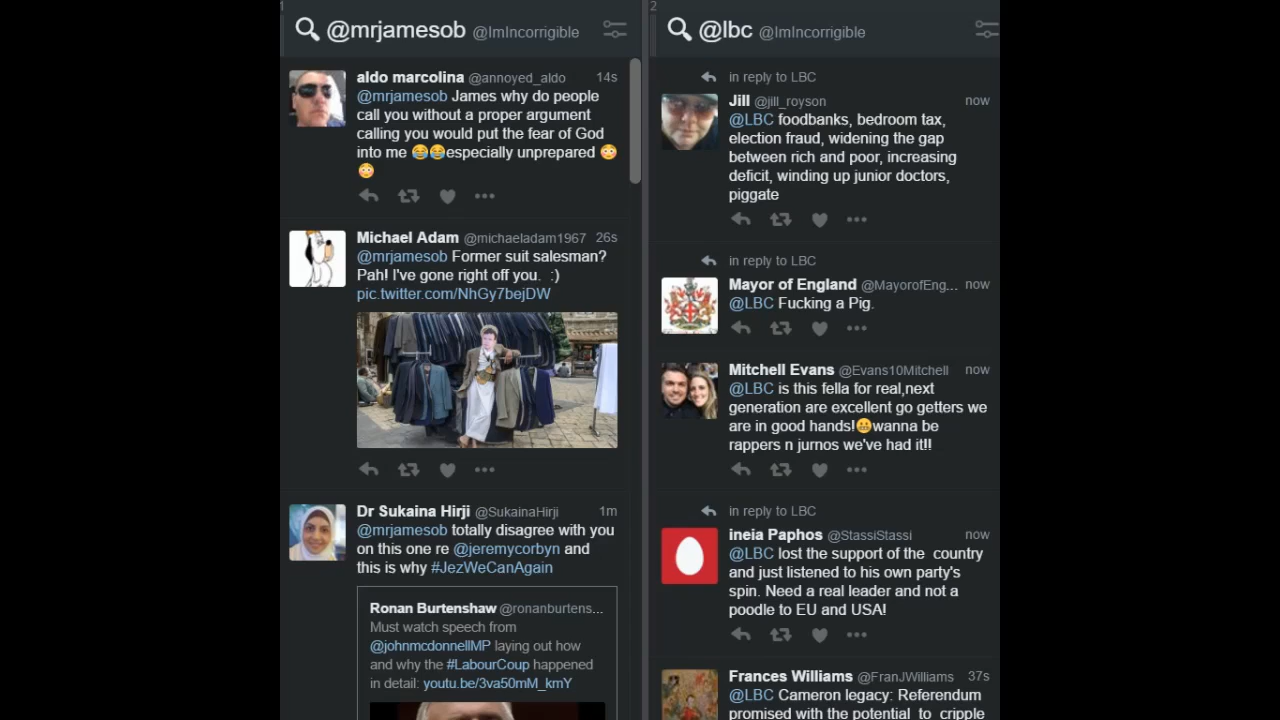 1
@mrjamesob @ImIncorrigible
aldo marcolina @annoyed_aldo 14s
@mrjamesob James why do people
call you without a proper argument
calling you would put the fear of God
into me 😂😂especially unprepared 😳
😳
Michael Adam @michaeladam1967 26s
@mrjamesob Former suit salesman?
Pah! I've gone right off you. :)
pic.twitter.com/NhGy7bejDW
Dr Sukaina Hirji @SukainaHirji 1m
@mrjamesob totally disagree with you
on this one re @jeremycorbyn and
this is why #JezWeCanAgain
Ronan Burtenshaw @ronanburtens...
Must watch speech from
@johnmcdonnellMP laying out how
and why the #LabourCoup happened
in detail: youtu.be/3va50mM_kmY
2
@lbc @ImIncorrigible
in reply to LBC
Jill @jill_royson now
@LBC foodbanks, bedroom tax,
election fraud, widening the gap
between rich and poor, increasing
deficit, winding up junior doctors,
piggate
in reply to LBC
Mayor of England @MayorofEng... now
@LBC Fucking a Pig.
Mitchell Evans @Evans10Mitchell now
@LBC is this fella for real,next
generation are excellent go getters we
are in good hands!😁wanna be
rappers n jurnos we've had it!!
in reply to LBC
ineia Paphos @StassiStassi now
@LBC lost the support of the country
and just listened to his own party's
spin. Need a real leader and not a
poodle to EU and USA!
Frances Williams @FranJWilliams 37s
@LBC Cameron legacy: Referendum
promised with the potential to cripple